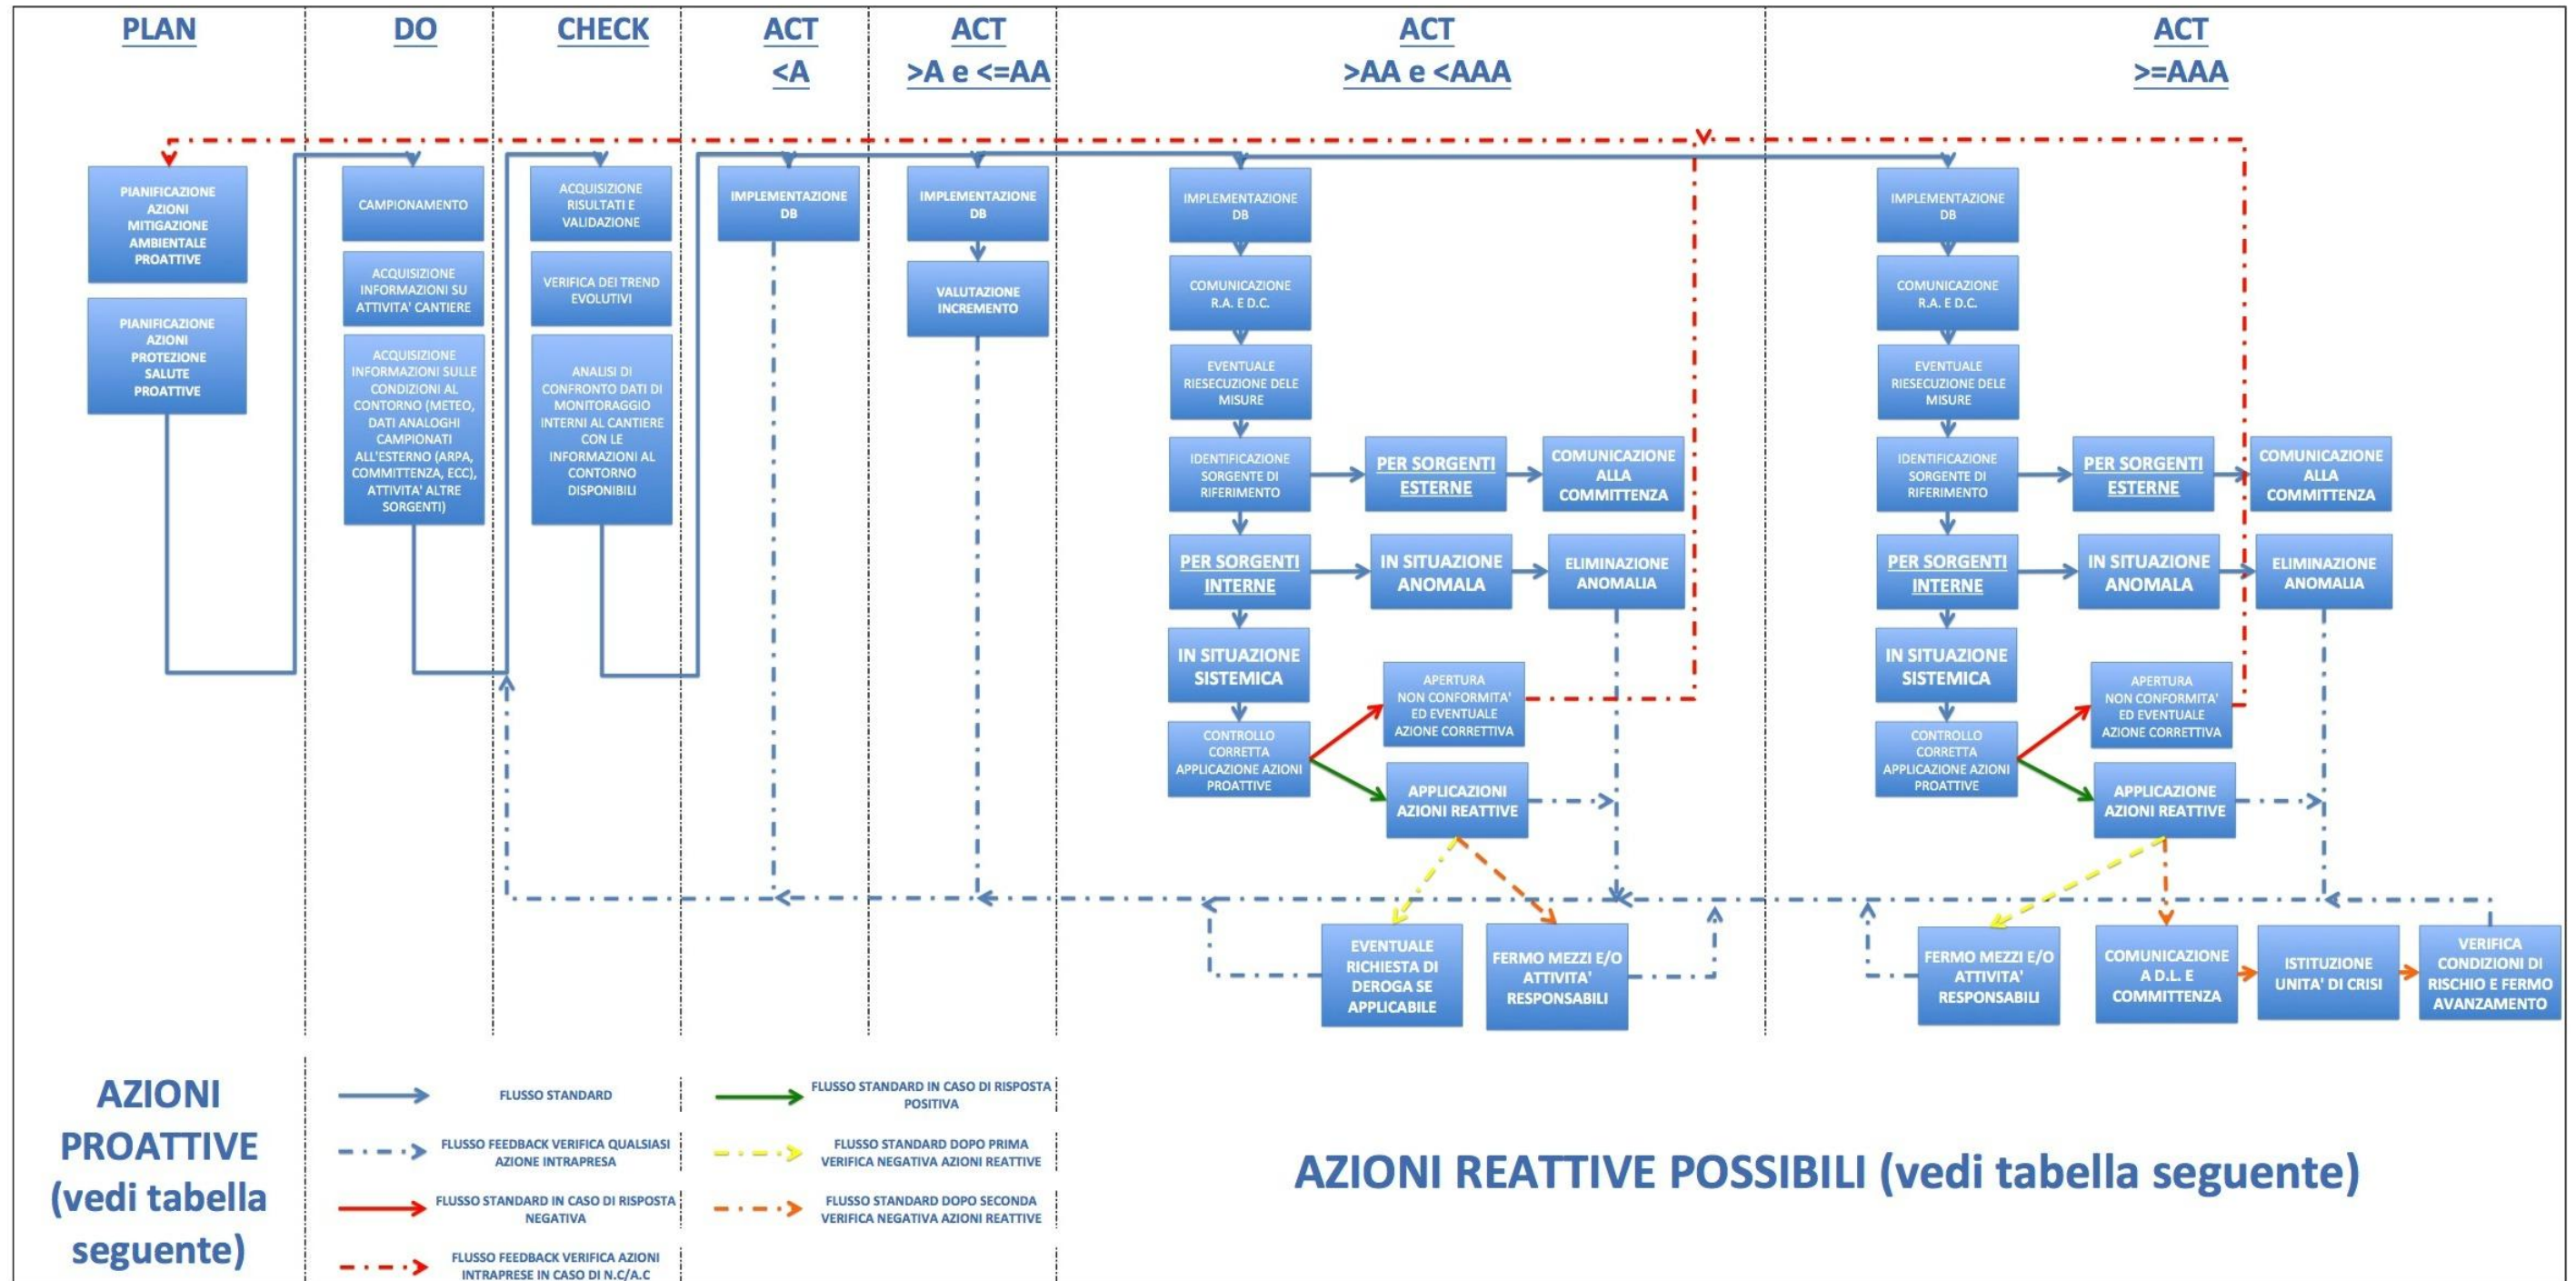 PLAN
DO
CHECK
ACT
<A
ACT
>A e <=AA
ACT
>AA e <AAA
ACT
>=AAA
PIANIFICAZIONE
AZIONI
MITIGAZIONE
AMBIENTALE
PROATTIVE
PIANIFICAZIONE
AZIONI
PROTEZIONE
SALUTE
PROATTIVE
CAMPIONAMENTO
ACQUISIZIONE
INFORMAZIONI SU
ATTIVITA' CANTIERE
ACQUISIZIONE
INFORMAZIONI SULLE
CONDIZIONI AL
CONTORNO (METEO,
DATI ANALOGHI
CAMPIONATI
ALL'ESTERNO (ARPA,
COMMITTENZA, ECC),
ATTIVITA' ALTRE
SORGENTI)
ACQUISIZIONE
RISULTATI E
VALIDAZIONE
VERIFICA DEI TREND
EVOLUTIVI
ANALISI DI
CONFRONTO DATI DI
MONITORAGGIO
INTERNI AL CANTIERE
CON LE
INFORMAZIONI AL
CONTORNO
DISPONIBILI
IMPLEMENTAZIONE
DB
IMPLEMENTAZIONE
DB
VALUTAZIONE
INCREMENTO
IMPLEMENTAZIONE
DB
COMUNICAZIONE
R.A. E D.C.
EVENTUALE
RIESECUZIONE DELE
MISURE
IDENTIFICAZIONE
SORGENTE DI
RIFERIMENTO
PER SORGENTI
ESTERNE
COMUNICAZIONE
ALLA
COMMITTENZA
PER SORGENTI
INTERNE
IN SITUAZIONE
ANOMALA
ELIMINAZIONE
ANOMALIA
IN SITUAZIONE
SISTEMICA
CONTROLLO
CORRETTA
APPLICAZIONE AZIONI
PROATTIVE
APERTURA
NON CONFORMITA'
ED EVENTUALE
AZIONE CORRETTIVA
APPLICAZIONI
AZIONI REATTIVE
EVENTUALE
RICHIESTA DI
DEROGA SE
APPLICABILE
FERMO MEZZI E/O
ATTIVITA'
RESPONSABILI
IMPLEMENTAZIONE
DB
COMUNICAZIONE
R.A. E D.C.
EVENTUALE
RIESECUZIONE DELE
MISURE
IDENTIFICAZIONE
SORGENTE DI
RIFERIMENTO
PER SORGENTI
ESTERNE
COMUNICAZIONE
ALLA
COMMITTENZA
PER SORGENTI
INTERNE
IN SITUAZIONE
ANOMALA
ELIMINAZIONE
ANOMALIA
IN SITUAZIONE
SISTEMICA
CONTROLLO
CORRETTA
APPLICAZIONE AZIONI
PROATTIVE
APERTURA
NON CONFORMITA'
ED EVENTUALE
AZIONE CORRETTIVA
APPLICAZIONE
AZIONI REATTIVE
FERMO MEZZI E/O
ATTIVITA'
RESPONSABILI
COMUNICAZIONE
A D.L. E
COMMITTENZA
ISTITUZIONE
UNITA' DI CRISI
VERIFICA
CONDIZIONI DI
RISCHIO E FERMO
AVANZAMENTO
AZIONI
PROATTIVE
(vedi tabella
seguente)
FLUSSO STANDARD
FLUSSO FEEDBACK VERIFICA QUALSIASI
AZIONE INTRAPRESA
FLUSSO STANDARD IN CASO DI RISPOSTA
NEGATIVA
FLUSSO FEEDBACK VERIFICA AZIONI
INTRAPRESE IN CASO DI N.C/A.C
FLUSSO STANDARD IN CASO DI RISPOSTA
POSITIVA
FLUSSO STANDARD DOPO PRIMA
VERIFICA NEGATIVA AZIONI REATTIVE
FLUSSO STANDARD DOPO SECONDA
VERIFICA NEGATIVA AZIONI REATTIVE
AZIONI REATTIVE POSSIBILI (vedi tabella seguente)